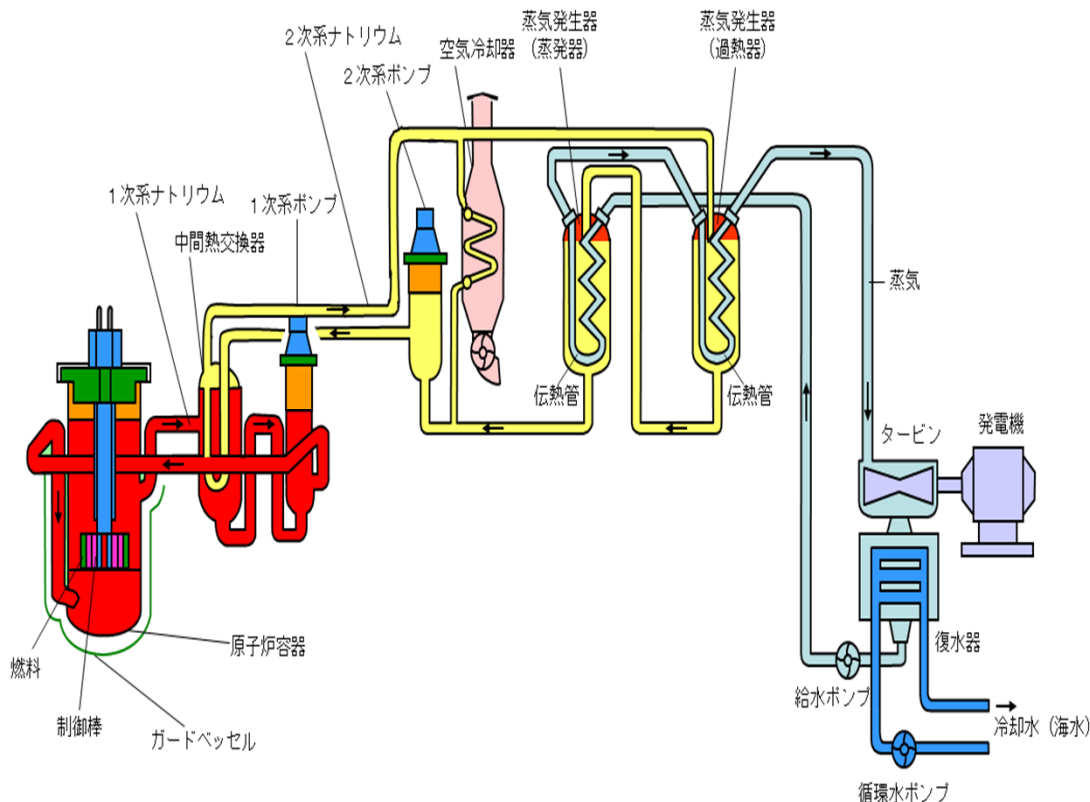 2次系ナトリウム
2次系ポンプ
空気冷却器
蒸気発生器
(蒸発器)
蒸気発生器
(過熱器)
1次系ナトリウム
1次系ポンプ
中間熱交換器
蒸気
伝熱管
伝熱管
タービン
発電機
原子炉容器
燃料
制御棒
ガードベッセル
復水器
給水ポンプ
冷却水(海水)
循環水ポンプ